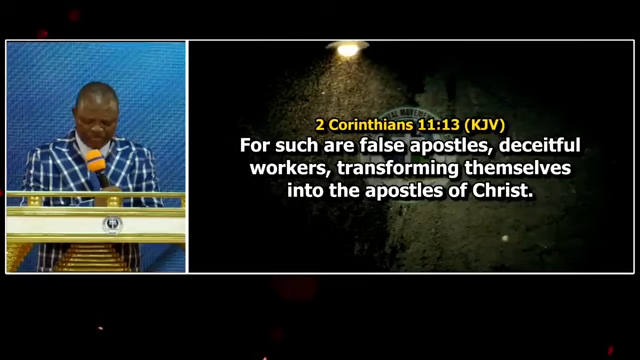 2 Corinthians 11:13 (KJV)
For such are false apostles, deceitful
workers, transforming themselves
into the apostles of Christ.